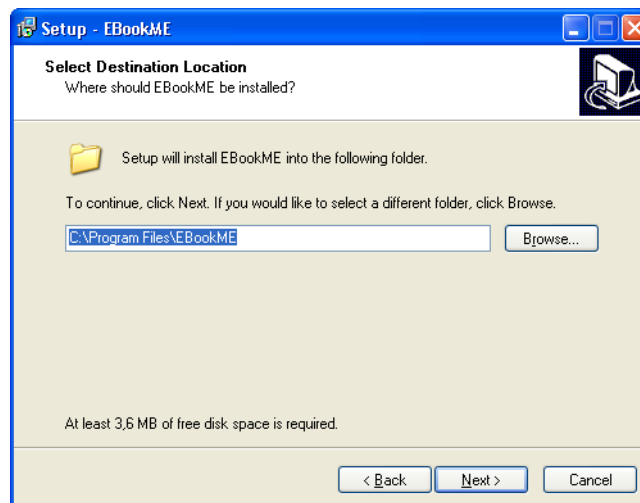 Setup - EBookME
Select Destination Location
Where should EBookME be installed?
Setup will install EBookME into the following folder.
To continue, click Next. If you would like to select a different folder, click Browse.
C:\Program Files\EBookME
Browse...
At least 3,6 MB of free disk space is required.
< Back
Next >
Cancel